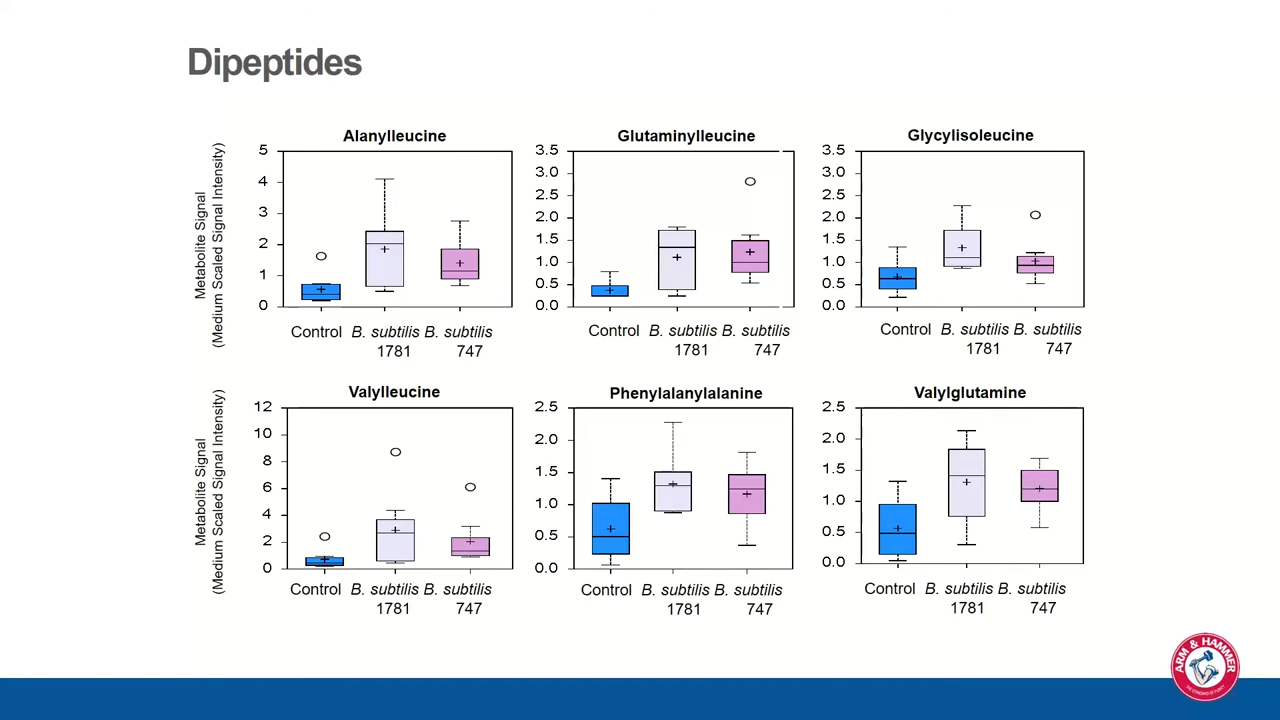 Dipeptides
Alanylleucine
Metabolite Signal
(Medium Scaled Signal Intensity)
5
4
3
2
1
0
Control
B. subtilis
1781
B. subtilis
747
Glutaminylleucine
3.5
3.0
2.5
2.0
1.5
1.0
0.5
0.0
Control
B. subtilis
1781
B. subtilis
747
Glycylisoleucine
3.5
3.0
2.5
2.0
1.5
1.0
0.5
0.0
Control
B. subtilis
1781
B. subtilis
747
Valylleucine
Metabolite Signal
(Medium Scaled Signal Intensity)
12
10
8
6
4
2
0
Control
B. subtilis
1781
B. subtilis
747
Phenylalanylalanine
2.5
2.0
1.5
1.0
0.5
0.0
Control
B. subtilis
1781
B. subtilis
747
Valylglutamine
2.5
2.0
1.5
1.0
0.5
0.0
Control
B. subtilis
1781
B. subtilis
747
ARM & HAMMER
THE STANDARD OF PURITY